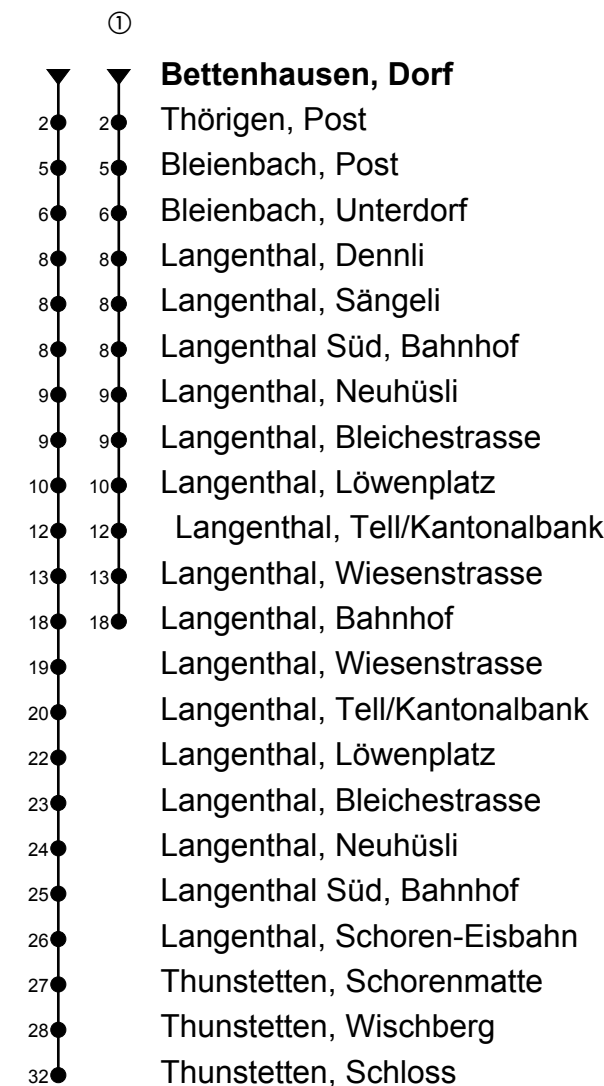 ①
Bettenhausen, Dorf
2 2 Thörigen, Post
5 5 Bleienbach, Post
6 6 Bleienbach, Unterdorf
8 8 Langenthal, Dennli
8 8 Langenthal, Sängeli
8 8 Langenthal Süd, Bahnhof
9 9 Langenthal, Neuhüsli
9 9 Langenthal, Bleichestrasse
10 10 Langenthal, Löwenplatz
12 12 Langenthal, Tell/Kantonalbank
13 13 Langenthal, Wiesenstrasse
18 18 Langenthal, Bahnhof
19 Langenthal, Wiesenstrasse
20 Langenthal, Tell/Kantonalbank
22 Langenthal, Löwenplatz
23 Langenthal, Bleichestrasse
24 Langenthal, Neuhüsli
25 Langenthal Süd, Bahnhof
26 Langenthal, Schoren-Eisbahn
27 Thunstetten, Schorenmatte
28 Thunstetten, Wischberg
32 Thunstetten, Schloss